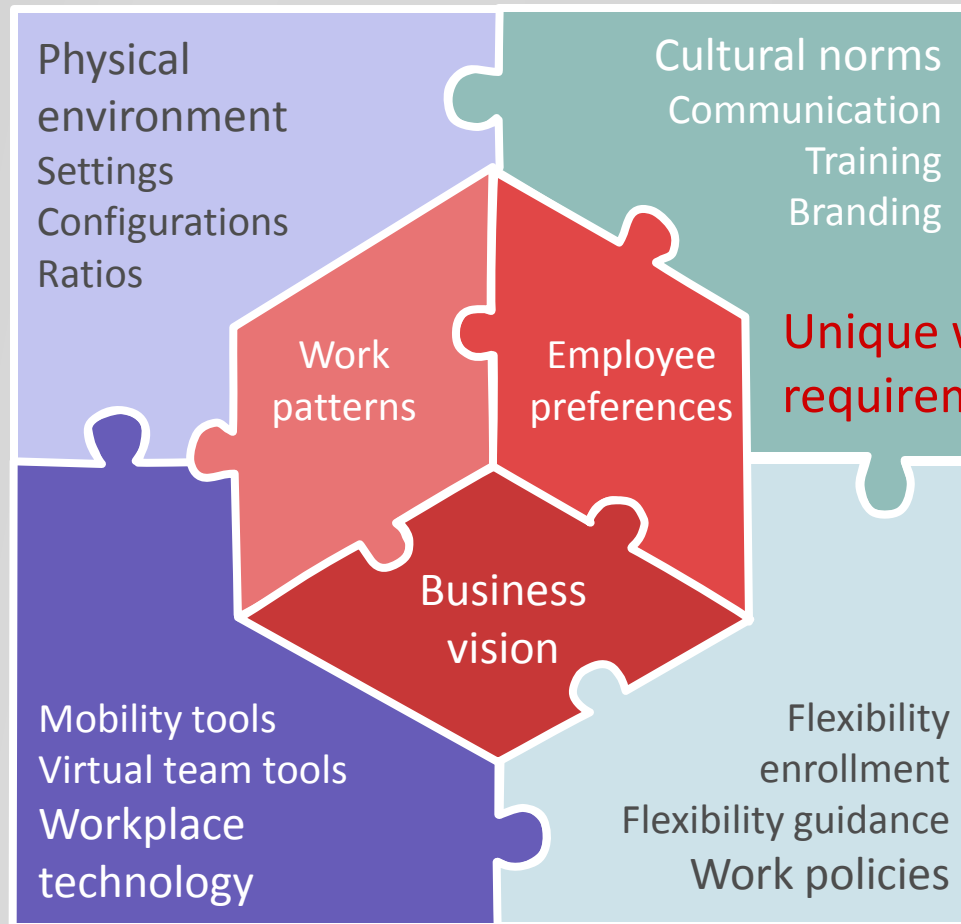 Physical
environment
Settings
Configurations
Ratios
Cultural norms
Communication
Training
Branding
Unique
Work
patterns
Employee
preferences
Business
vision
Mobility tools
Virtual team tools
Workplace
technology
Flexibility
enrollment
Flexibility guidance
Work policies